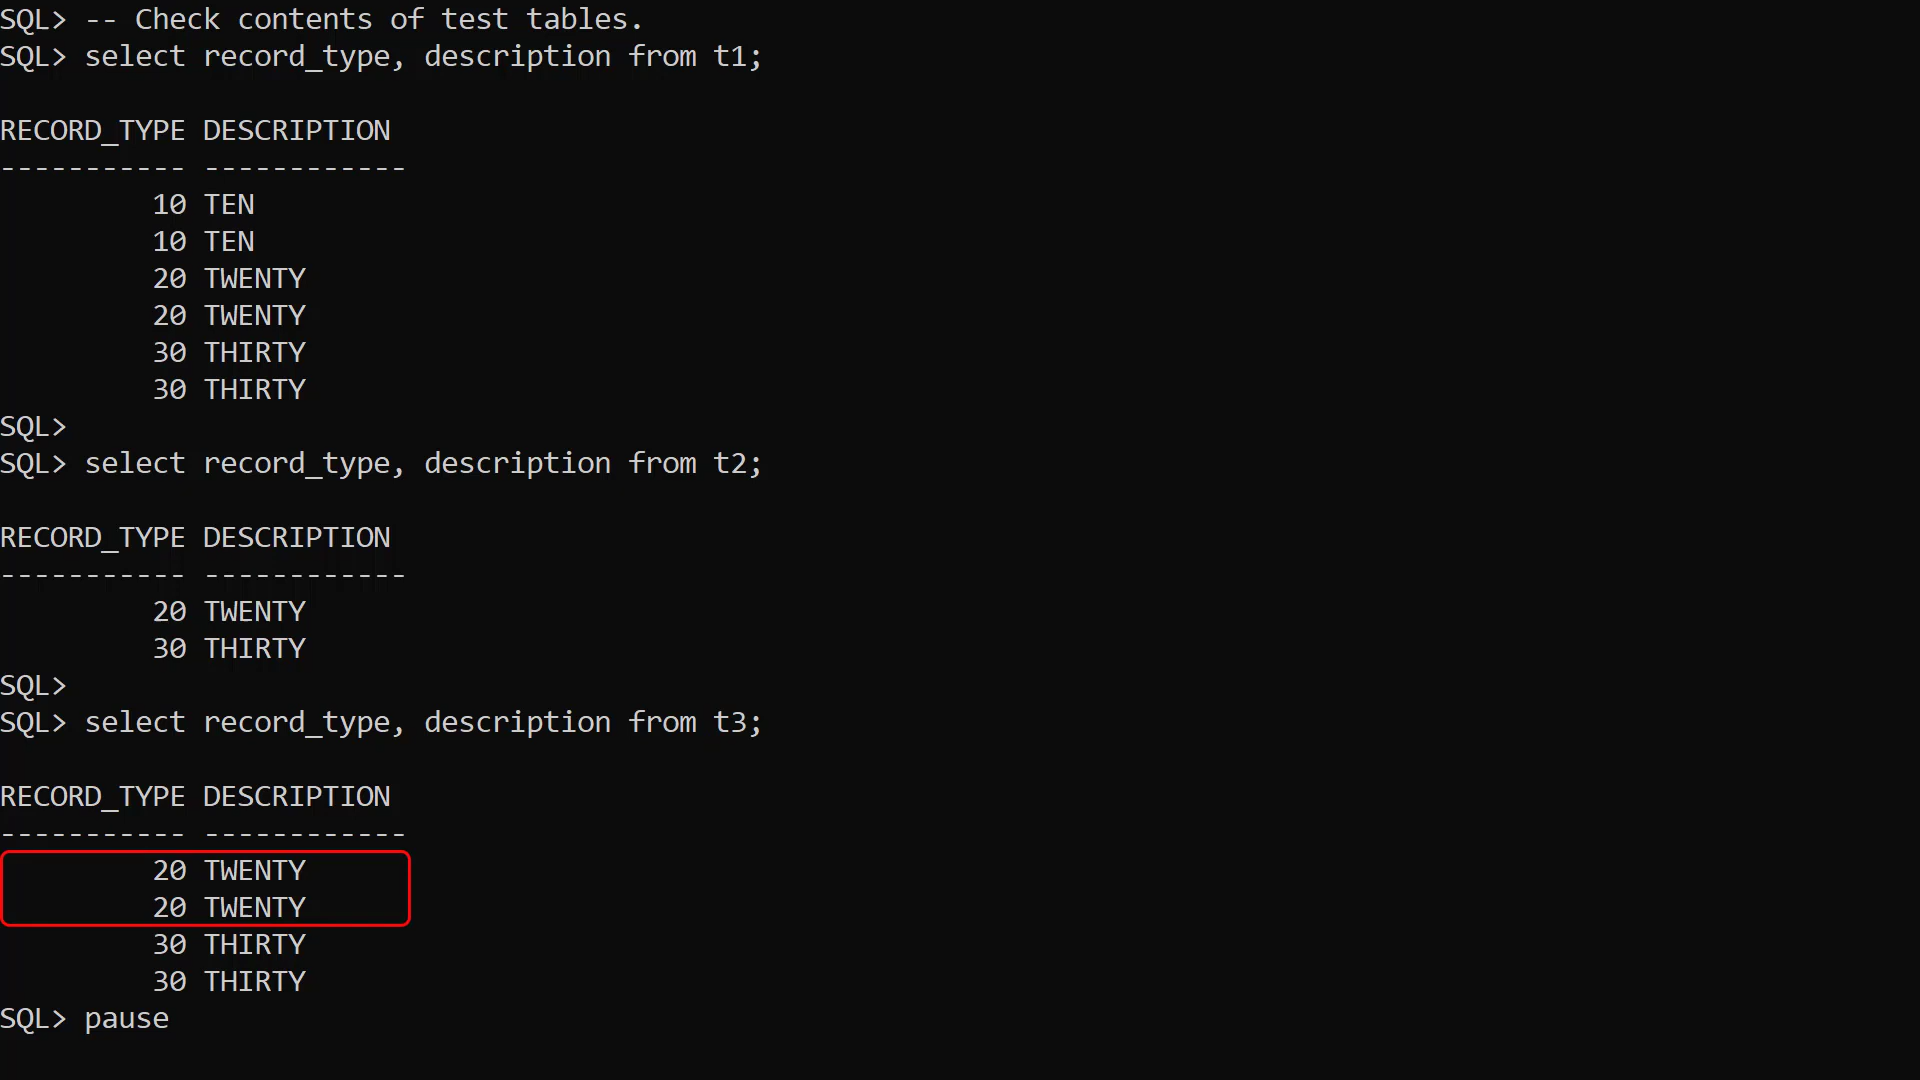 SQL> -- Check contents of test tables.
SQL> select record_type, description from t1;
RECORD_TYPE DESCRIPTION
----------- ------------
         10 TEN
         10 TEN
         20 TWENTY
         20 TWENTY
         30 THIRTY
         30 THIRTY
SQL>
SQL> select record_type, description from t2;
RECORD_TYPE DESCRIPTION
----------- ------------
         20 TWENTY
         30 THIRTY
SQL>
SQL> select record_type, description from t3;
RECORD_TYPE DESCRIPTION
----------- ------------
         20 TWENTY
         20 TWENTY
         30 THIRTY
         30 THIRTY
SQL> pause